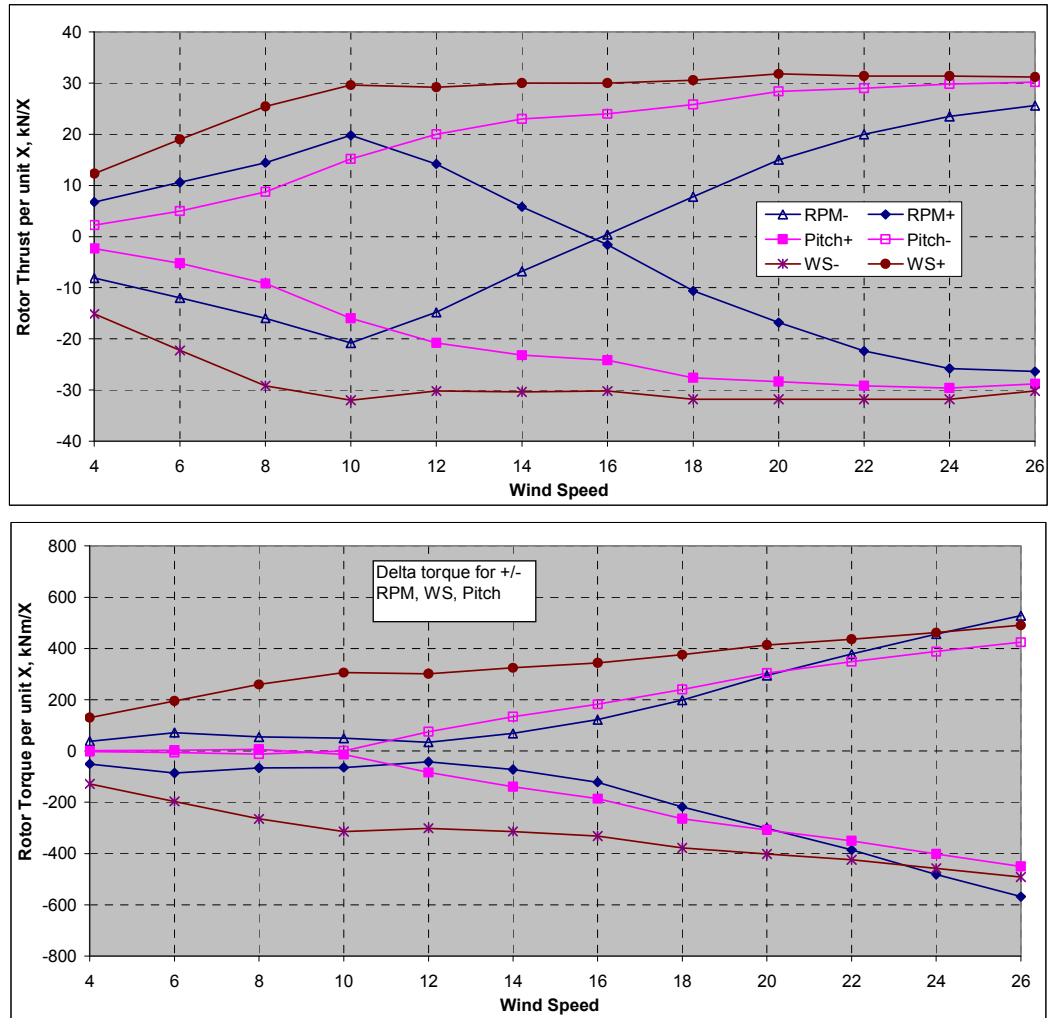 40
30
20
10
0
-10
-20
-30
-40
Rotor Thrust per unit X, kN/X
RPM- RPM+
Pitch+ Pitch-
WS- WS+
4 6 8 10 12 14 16 18 20 22 24 26
Wind Speed
800
600
400
200
0
-200
-400
-600
-800
Rotor Torque per unit X, kNm/X
Delta torque for +/-
RPM, WS, Pitch
4 6 8 10 12 14 16 18 20 22 24 26
Wind Speed